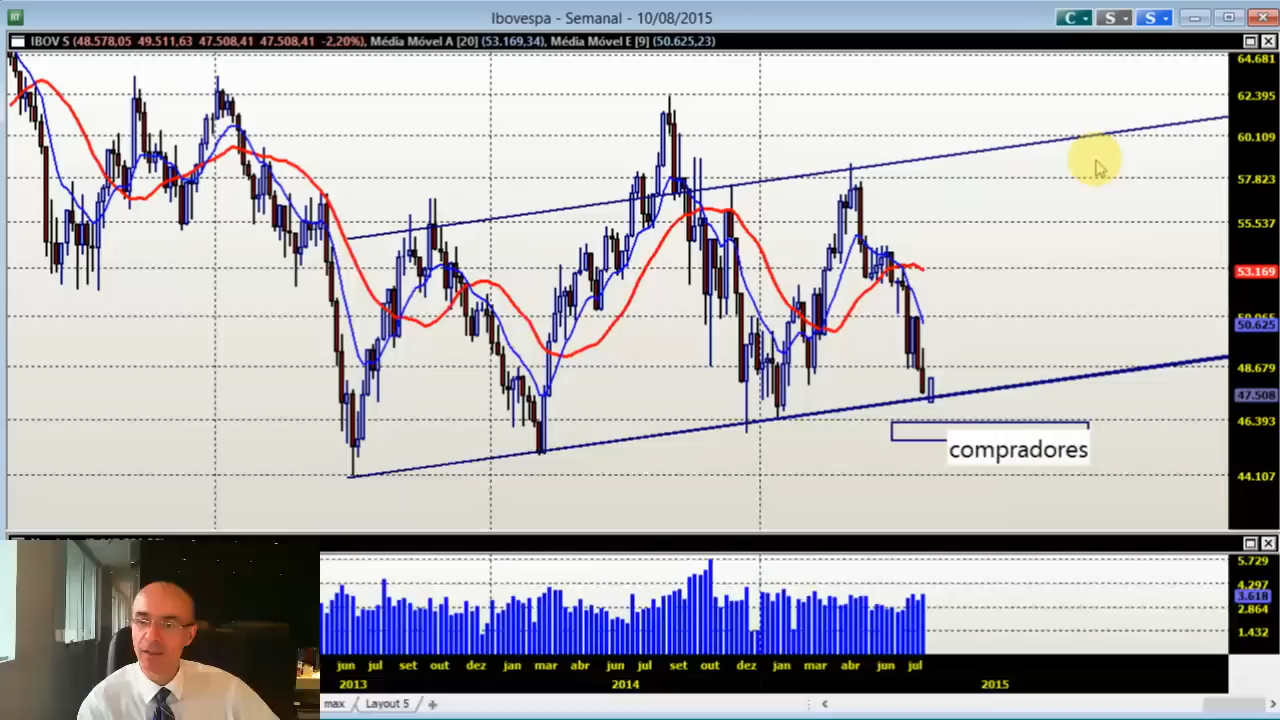 Ibovespa - Semanal - 10/08/2015
C S S
IBOV S (48.578,05 49.511,63 47.508,41 47.508,41 -2,20%), Média Móvel A [20] (53.169,34), Média Móvel E [9] (50.625,23)
64.681
62.395
60.109
57.823
55.537
53.169
50.625
48.679
47.508
46.393
44.107
compradores
5.729
4.297
3.618
2.864
1.432
jun jul set out dez jan mar abr jun jul set out dez jan mar abr jun jul
2013 2014 2015
max Layout 5